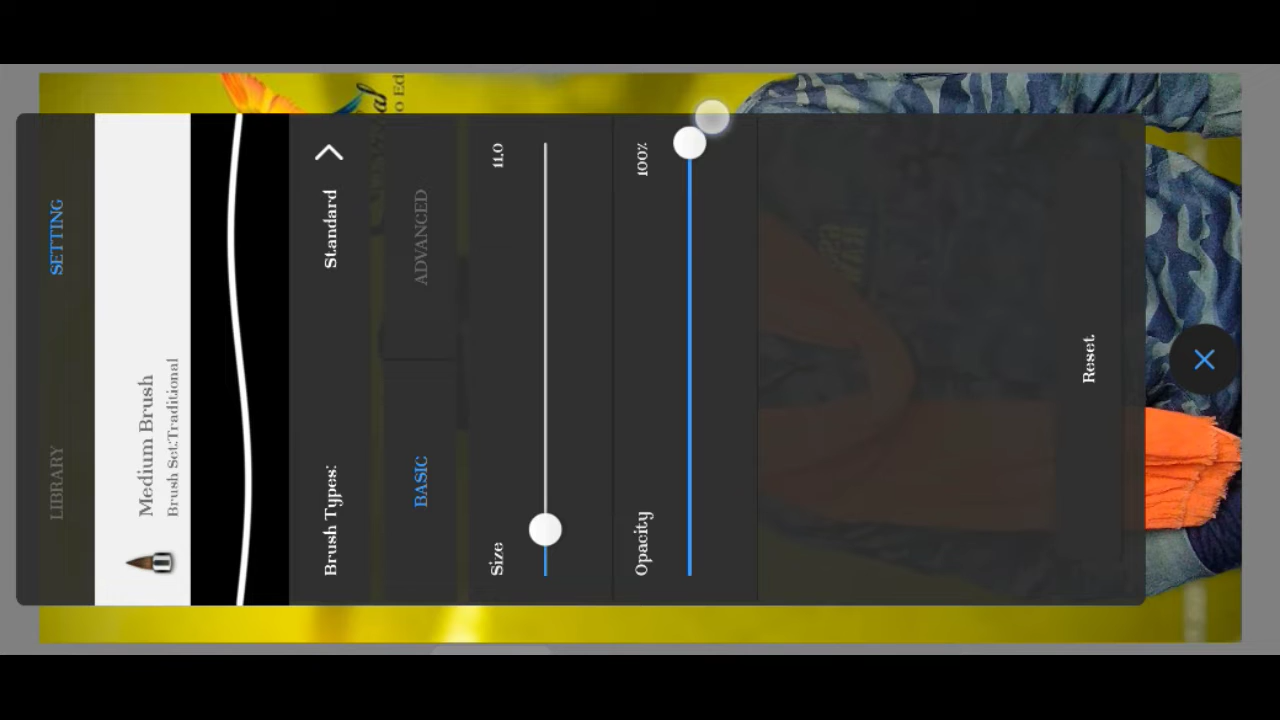 LIBRARY SETTING
Medium Brush
Brush Set:Traditional
Brush Types: Standard
BASIC ADVANCED
Size 11.0
Opacity 100%
Reset